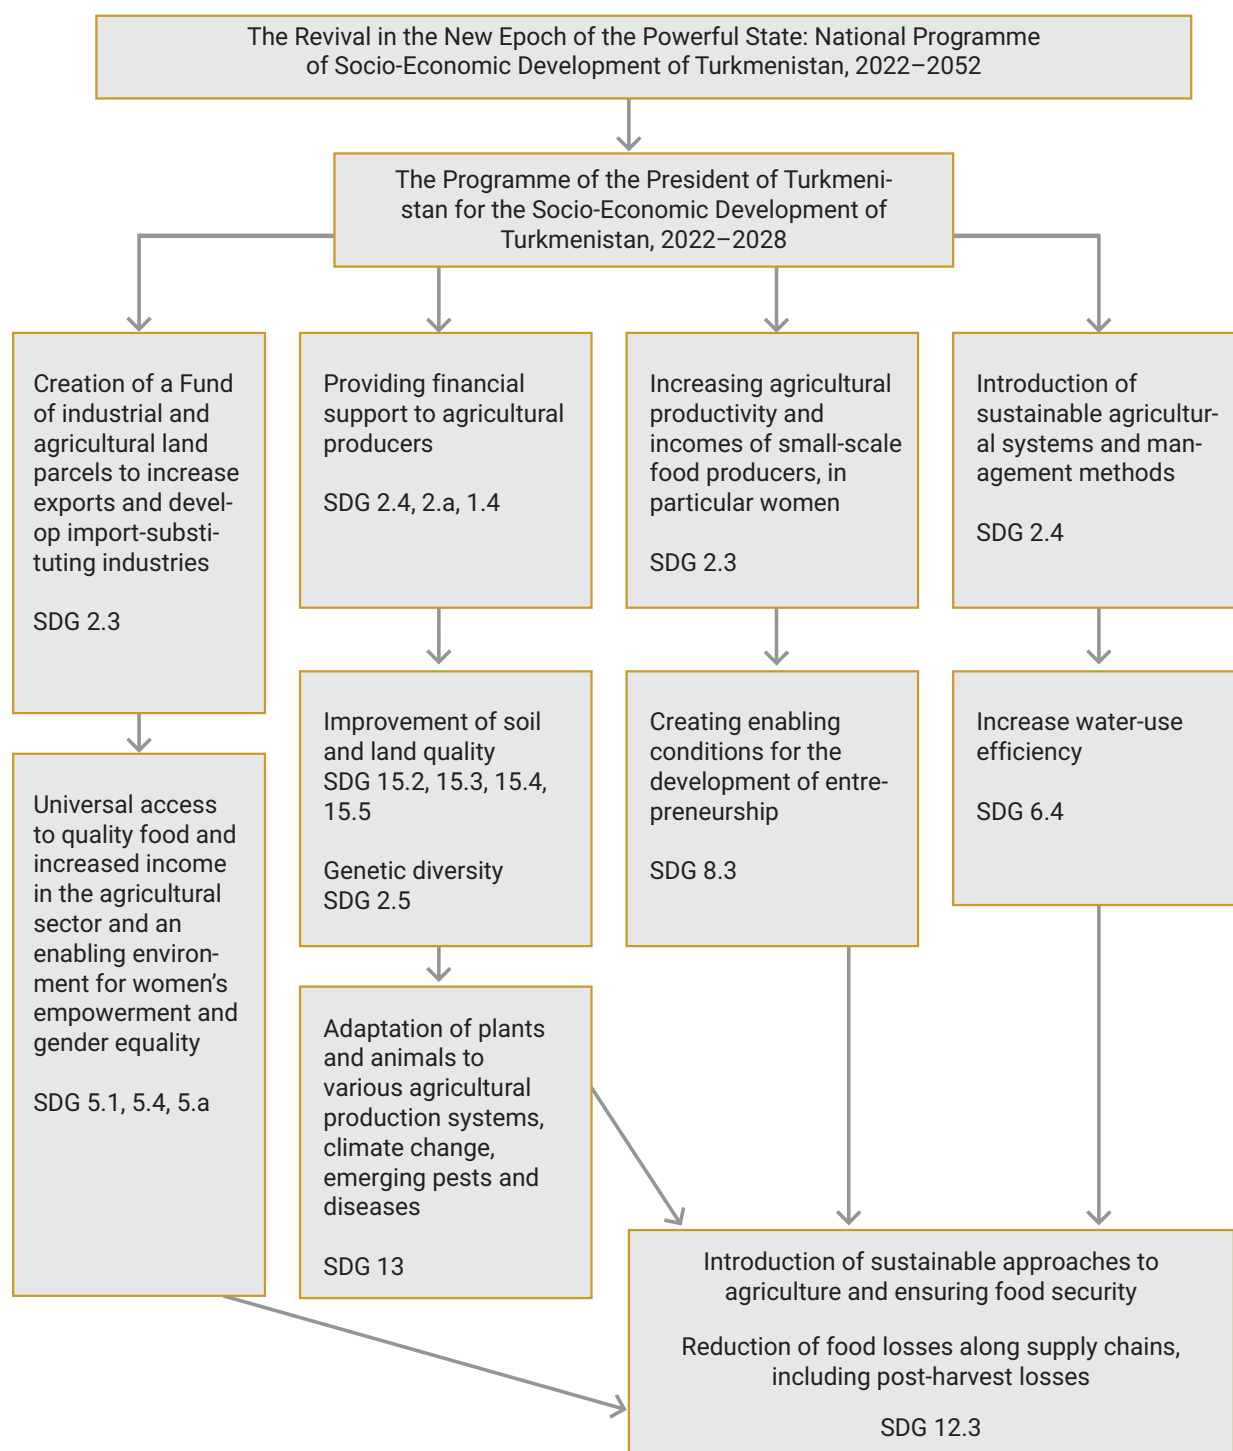 The Revival in the New Epoch of the Powerful State: National Programme
of Socio-Economic Development of Turkmenistan, 2022–2052
The Programme of the President of Turkmeni-
stan for the Socio-Economic Development of
Turkmenistan, 2022–2028
Creation of a Fund
of industrial and
agricultural land
parcels to increase
exports and devel-
op import-substi-
tuting industries
SDG 2.3
Providing financial
support to agricultural
producers
SDG 2.4, 2.a, 1.4
Increasing agricultural
productivity and
incomes of small-scale
food producers, in
particular women
SDG 2.3
Introduction of
sustainable agricultur-
al systems and man-
agement methods
SDG 2.4
Universal access
to quality food and
increased income
in the agricultural
sector and an
enabling environ-
ment for women’s
empowerment and
gender equality
SDG 5.1, 5.4, 5.a
Improvement of soil
and land quality
SDG 15.2, 15.3, 15.4,
15.5
Genetic diversity
SDG 2.5
Creating enabling
conditions for the
development of entre-
preneurship
SDG 8.3
Increase water-use
efficiency
SDG 6.4
Adaptation of plants
and animals to
various agricultural
production systems,
climate change,
emerging pests and
diseases
SDG 13
Introduction of sustainable approaches to
agriculture and ensuring food security
Reduction of food losses along supply chains,
including post-harvest losses
SDG 12.3